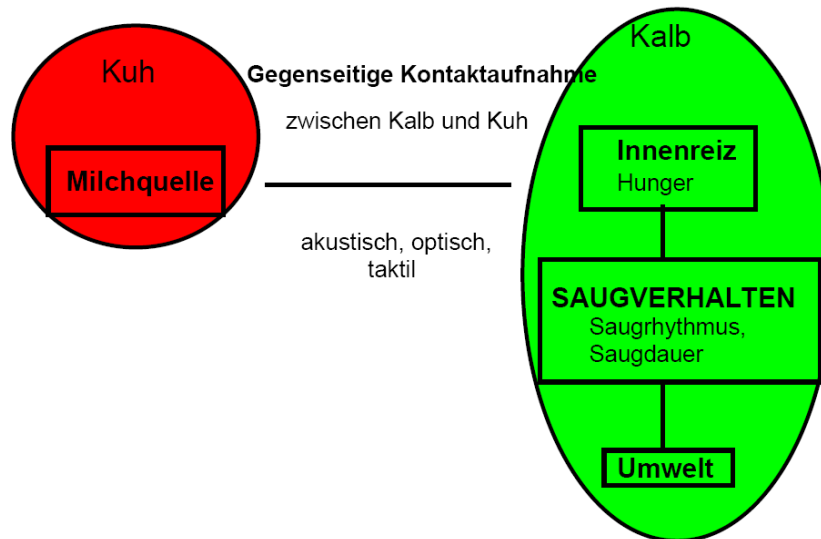 Kuh
Milchquelle
Gegenseitige Kontaktaufnahme
zwischen Kalb und Kuh
akustisch, optisch,
taktil
Kalb
Innenreiz
Hunger
SAUGVERHALTEN
Saugrhythmus,
Saugdauer
Umwelt